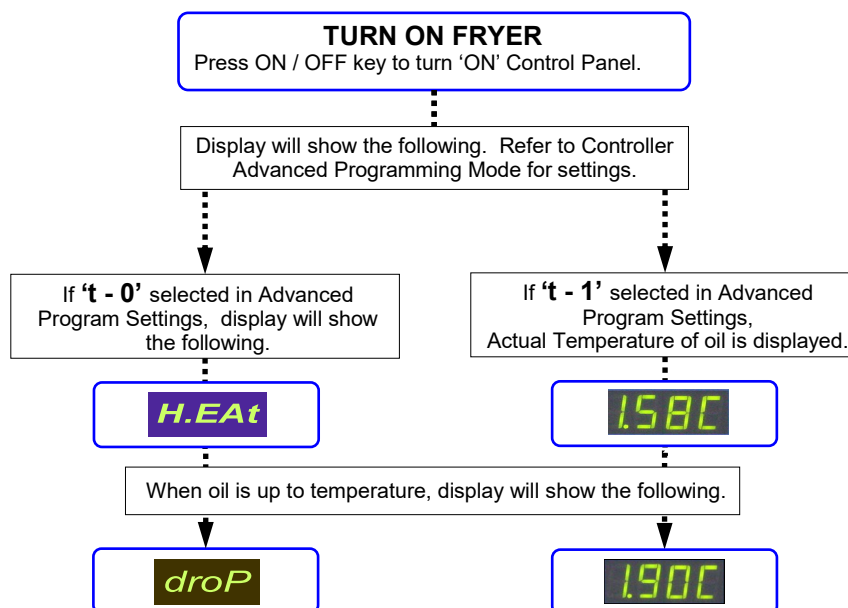 TURN ON FRYER
Press ON / OFF key to turn ‘ON’ Control Panel.
Display will show the following.  Refer to Controller
Advanced Programming Mode for settings.
If ‘t - 0’ selected in Advanced
Program Settings,  display will show
the following.
If ‘t - 1’ selected in Advanced
Program Settings,
Actual Temperature of oil is displayed.
H.EAt
1.58C
When oil is up to temperature, display will show the following.
droP
1.90C